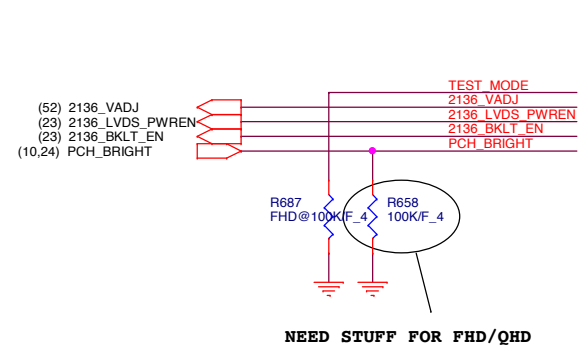 TEST_MODE
(52) 2136_VADJ 2136_VADJ
(23) 2136_LVDS_PWREN 2136_LVDS_PWREN
(23) 2136_BKLT_EN 2136_BKLT_EN
(10,24) PCH_BRIGHT PCH_BRIGHT
R687 R658
FHD@100K/F_4 100K/F_4
NEED STUFF FOR FHD/QHD